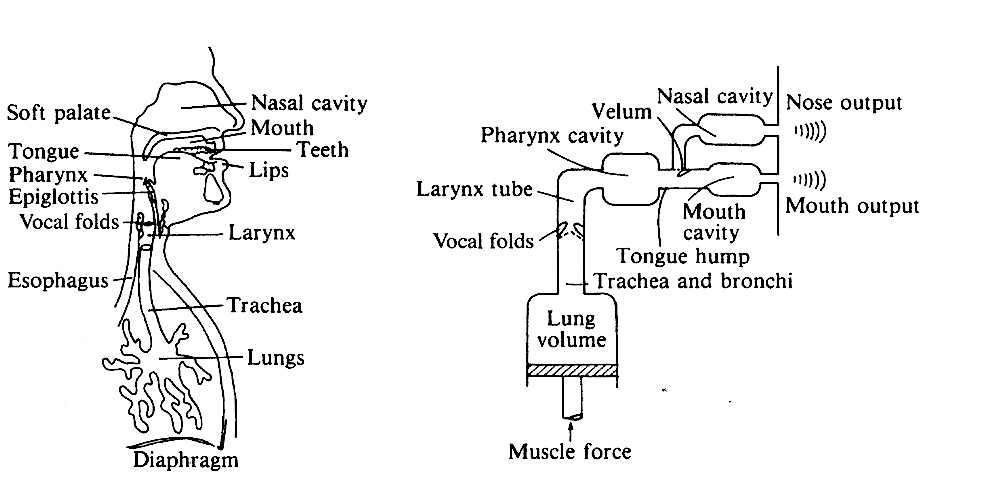 Soft palate
Nasal cavity
Mouth
Tongue
Teeth
Pharynx
Lips
Epiglottis
Vocal folds
Larynx
Esophagus
Trachea
Lungs
Diaphragm
Nasal cavity
Nose output
Velum
Pharynx cavity
Larynx tube
Mouth
cavity
Mouth output
Vocal folds
Tongue hump
Trachea and bronchi
Lung
volume
Muscle force